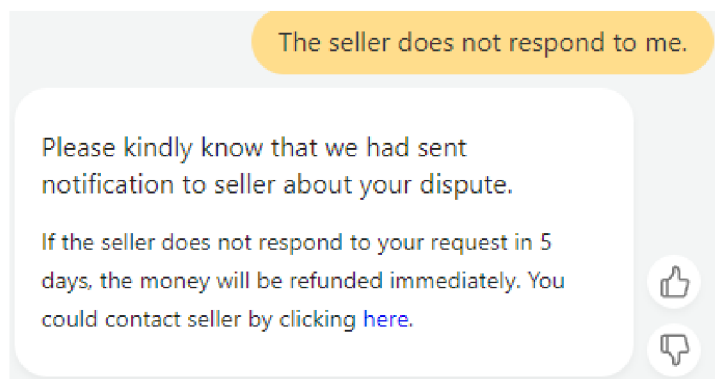 The seller does not respond to me.
Please kindly know that we had sent
notification to seller about your dispute.
If the seller does not respond to your request in 5
days, the money will be refunded immediately. You
could contact seller by clicking here.